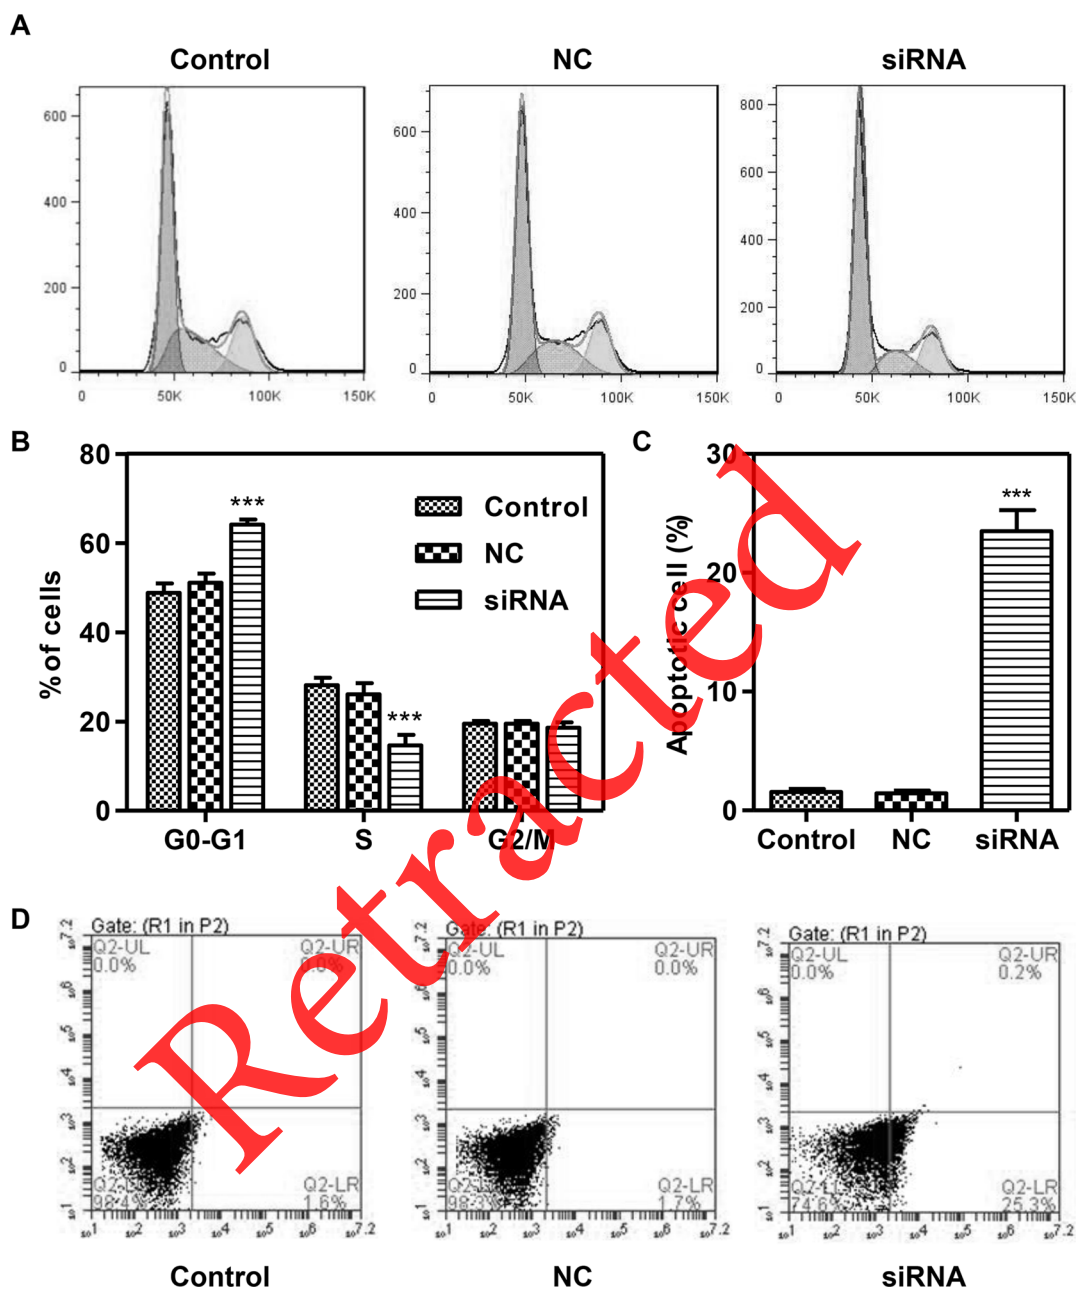 A
Control
NC
siRNA
600
400
200
0
0
50K
100K
150K
600
400
200
0
0
50K
100K
150K
800
600
400
200
0
0
50K
100K
150K
B
80
60
40
20
0
% of cells
***
***
Control
NC
siRNA
G0-G1
S
G2/M
C
30
20
10
0
Apoptotic cell (%)
***
Control
NC
siRNA
Retracted
D
Gate: (R1 in P2)
Q2-UL
0.0%
Q2-UR
0.0%
98.4%
Q2-LR
1.6%
Gate: (R1 in P2)
Q2-UL
0.0%
Q2-UR
0.0%
Q2-LR
1.7%
Gate: (R1 in P2)
Q2-UL
0.0%
Q2-UR
0.2%
74.6%
Q2-LR
25.3%
Control
NC
siRNA